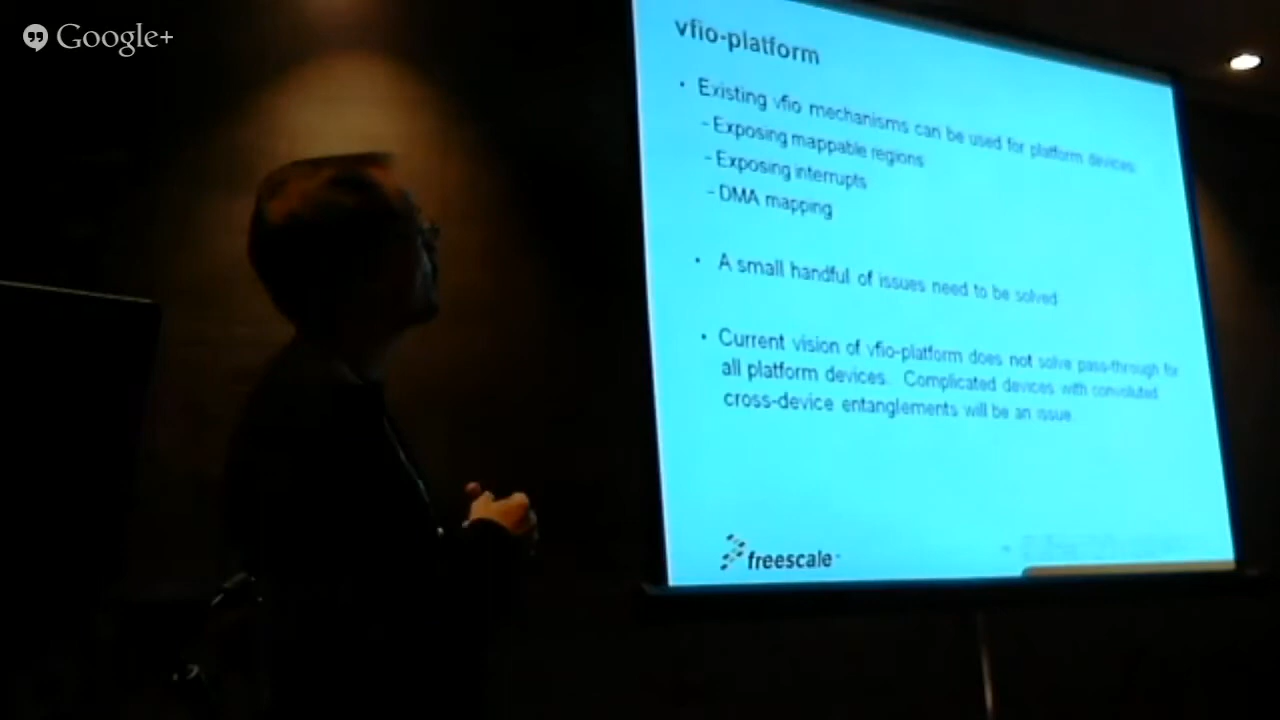 Google+
vfio-platform
• Existing vfio mechanisms can be used for platform devices.
- Exposing mappable regions
- Exposing interrupts
- DMA mapping
• A small handful of issues need to be solved
• Current vision of vfio-platform does not solve pass-through for
all platform devices. Complicated devices with convoluted
cross-device entanglements will be an issue.
freescale